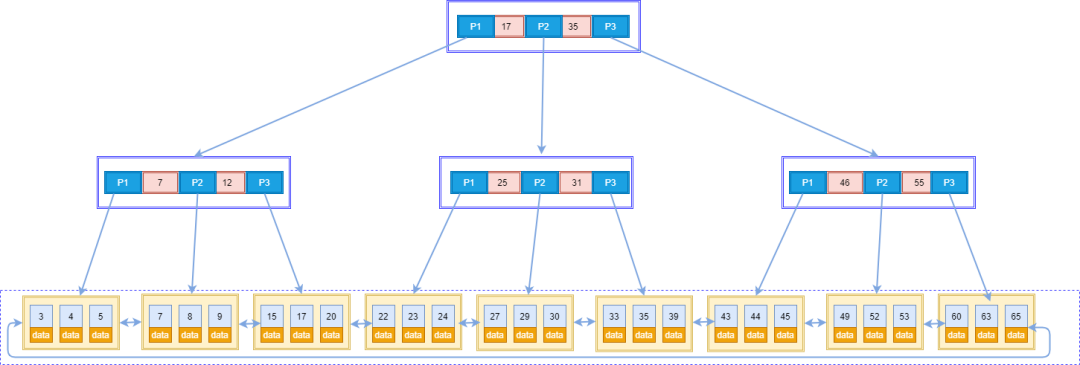 P1 17 P2 35 P3
P1 7 P2 12 P3 P1 25 P2 31 P3 P1 46 P2 55 P3
3 4 5 7 8 9 15 17 20 22 23 24 27 29 30 33 35 39 43 44 45 49 52 53 60 63 65
data data data data data data data data data data data data data data data data data data data data data data data data data data data